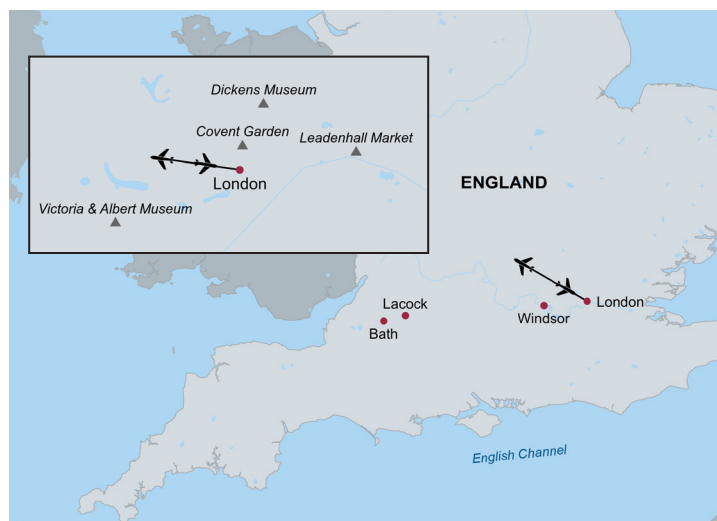 Dickens Museum
Covent Garden
Leadenhall Market
London
Victoria & Albert Museum
ENGLAND
London
Windsor
Lacock
Bath
English Channel